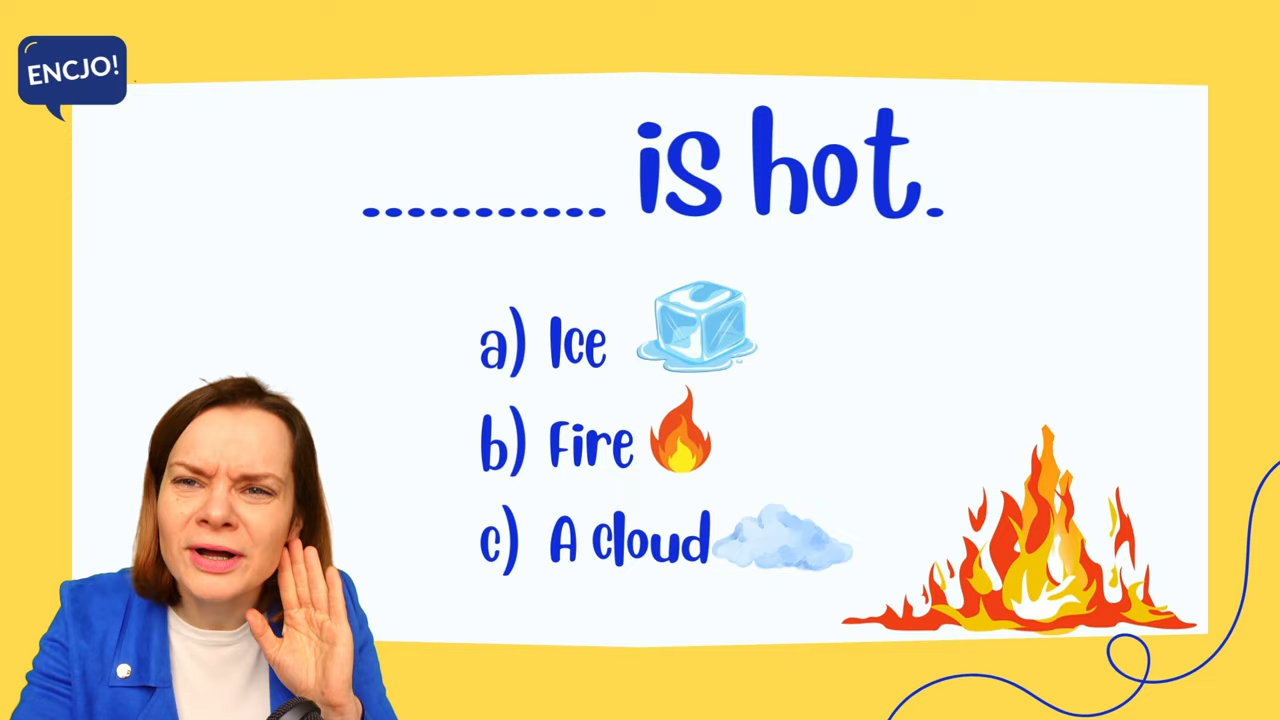 ENCJO!
........... is hot.
a) Ice
b) Fire
c) A cloud